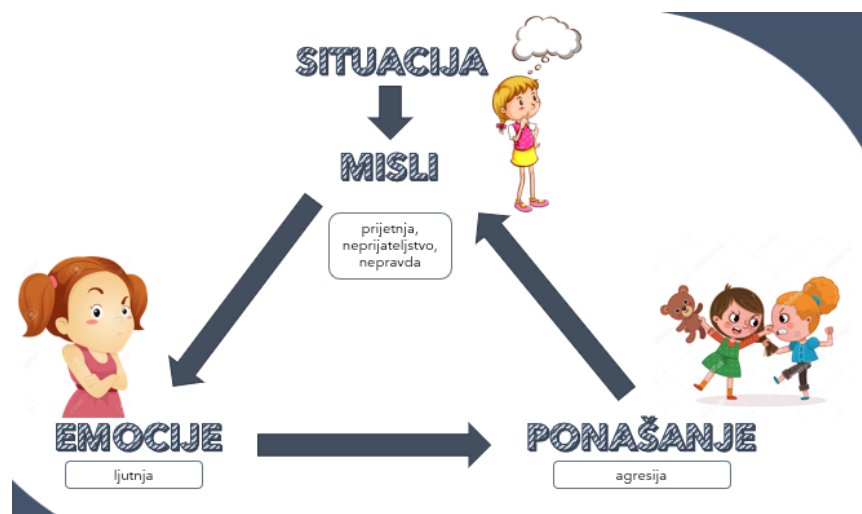 SITUACIJA
MISLI
prijetnja,
neprijateljstvo,
nepravda
EMOCIJE
ljutnja
PONAŠANJE
agresija